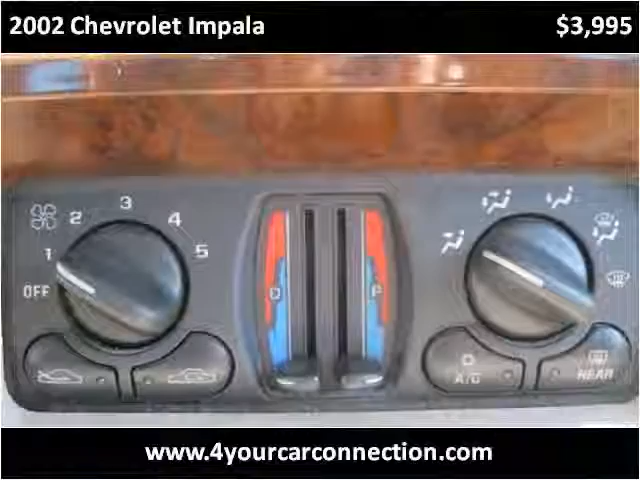 2002 Chevrolet Impala $3,995
3
2 4
1 5
OFF
D P
A/C REAR
www.4yourcarconnection.com